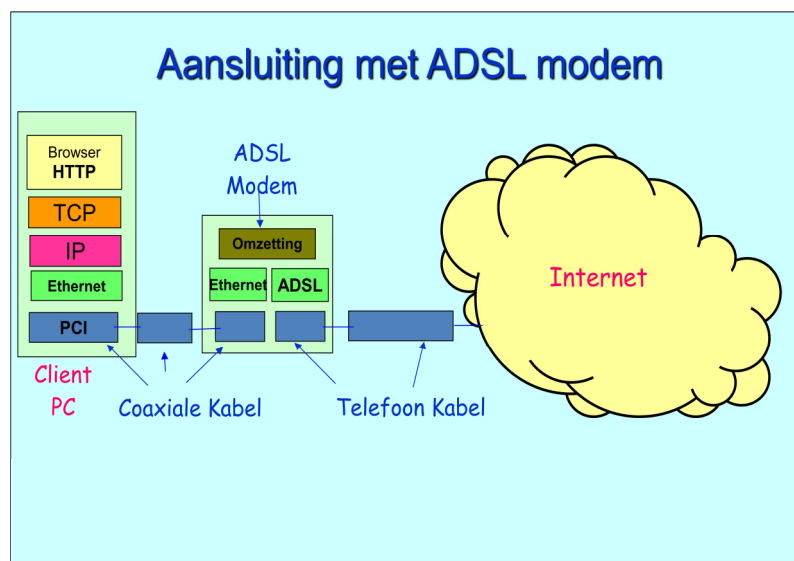 Aansluiting met ADSL modem
Browser
HTTP
TCP
IP
Ethernet
PCI
Client
PC
ADSL
Modem
Omzetting
Ethernet
ADSL
Coaxiale Kabel
Telefoon Kabel
Internet